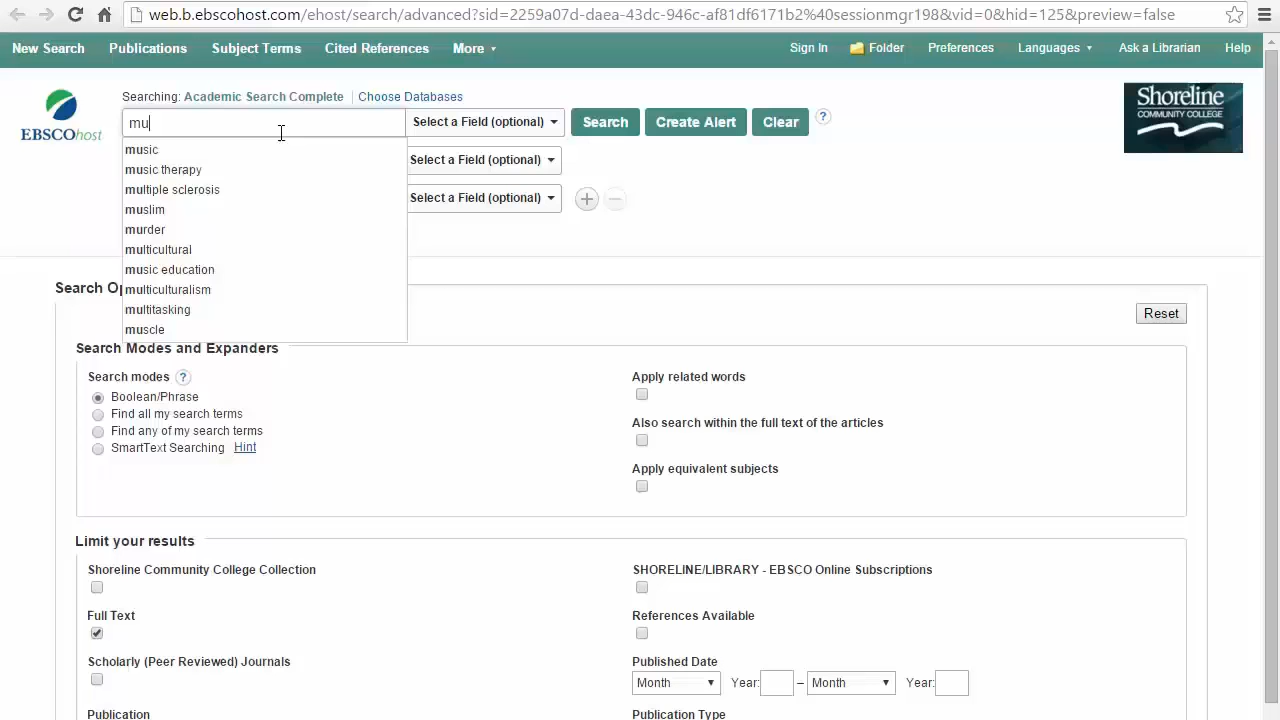 web.b.ebscohost.com/ehost/search/advanced?sid=2259a07d-daea-43dc-946c-af81df6171b2%40sessionmgr198&vid=0&hid=125&preview=false
New Search Publications Subject Terms Cited References More Sign In Folder Preferences Languages Ask a Librarian Help
Searching: Academic Search Complete Choose Databases
EBSCOhost
mu Select a Field (optional) Search Create Alert Clear ?
Shoreline
COMMUNITY COLLEGE
music
Select a Field (optional)
music therapy
multiple sclerosis
Select a Field (optional)
muslim
murder
multicultural
music education
multiculturalism
multitasking
muscle
Search Op
Reset
Search Modes and Expanders
Search modes ?
Boolean/Phrase
Find all my search terms
Find any of my search terms
SmartText Searching Hint
Apply related words
Also search within the full text of the articles
Apply equivalent subjects
Limit your results
Shoreline Community College Collection SHORELINE/LIBRARY - EBSCO Online Subscriptions
Full Text References Available
Scholarly (Peer Reviewed) Journals Published Date
Month Year: – Month Year:
Publication Publication Type